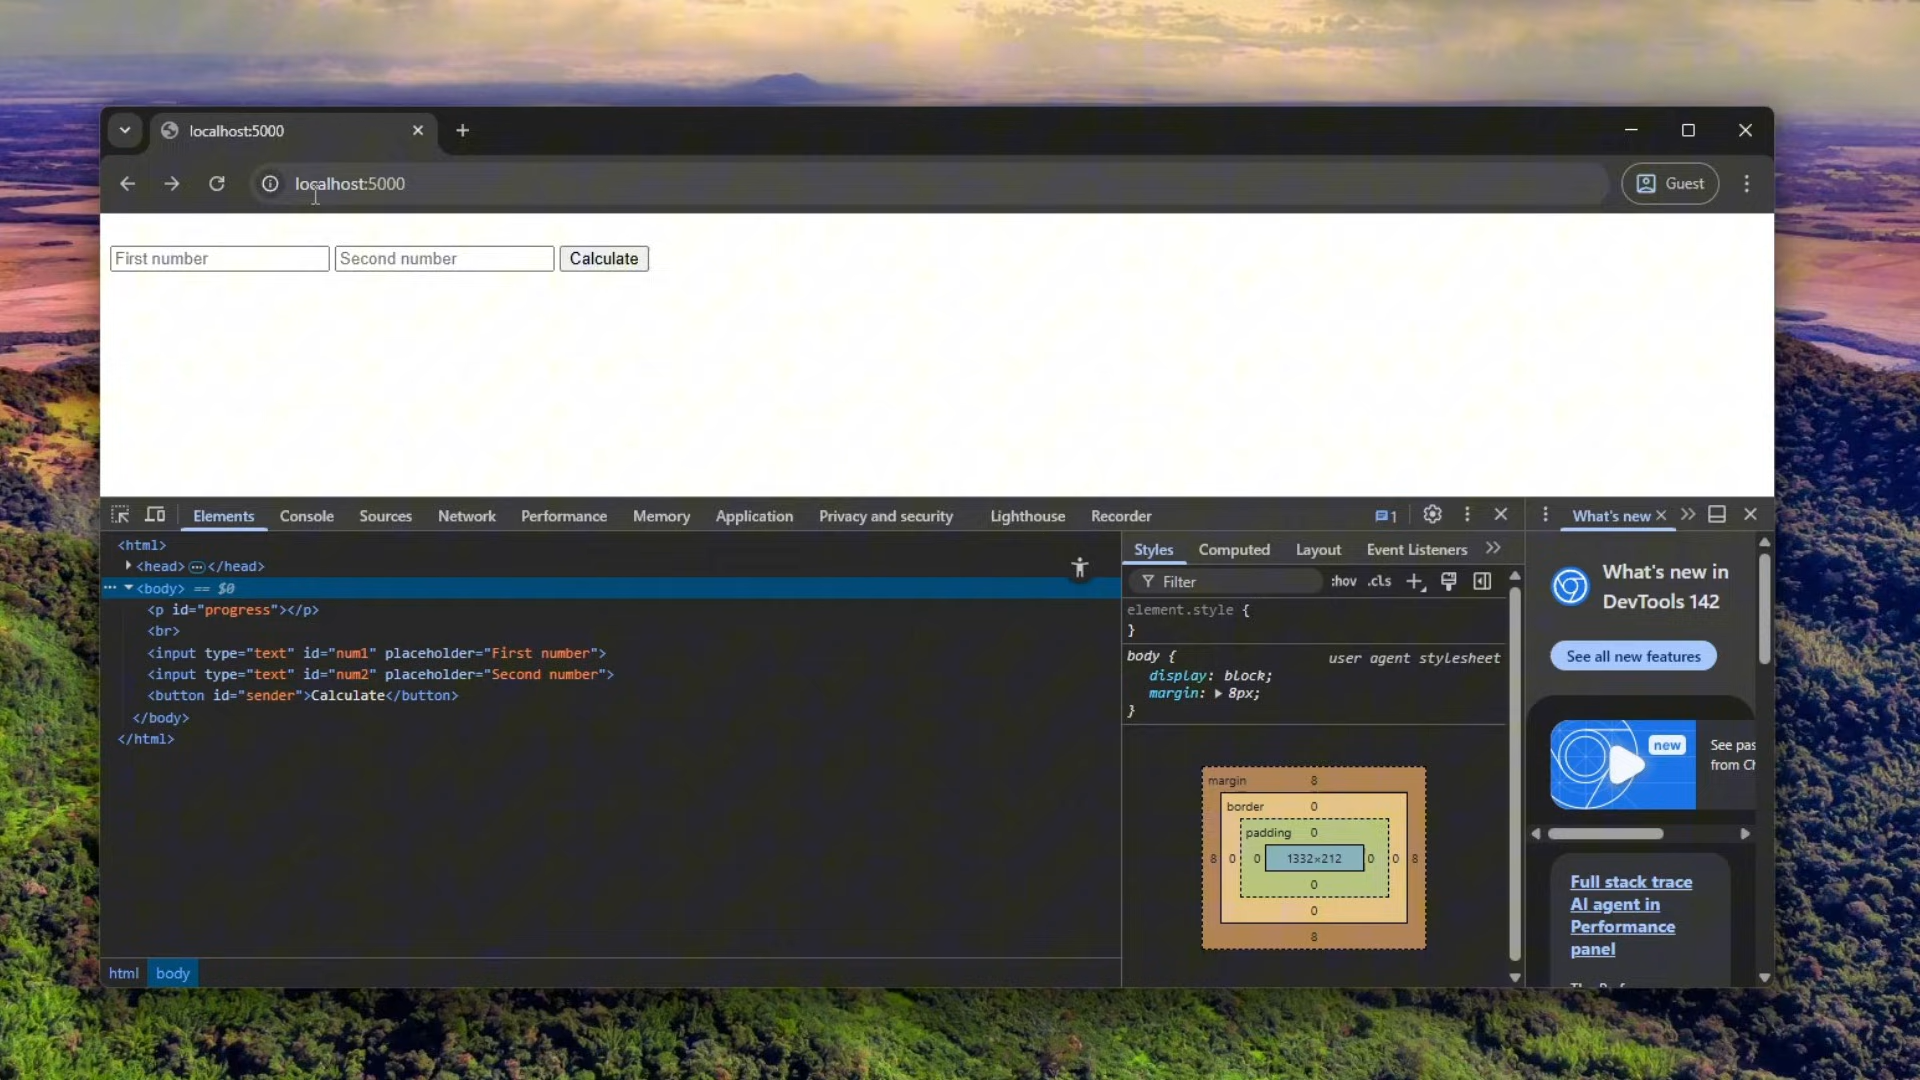 localhost:5000
localhost:5000
Guest
First number
Second number
Calculate
Elements
Console
Sources
Network
Performance
Memory
Application
Privacy and security
Lighthouse
Recorder
1
What's new
<html>
<head> </head>
<body> == $0
<p id="progress"></p>
<br>
<input type="text" id="num1" placeholder="First number">
<input type="text" id="num2" placeholder="Second number">
<button id="sender">Calculate</button>
</body>
</html>
html body
Styles
Computed
Layout
Event Listeners
Filter
:hov .cls
element.style {
}
body {
user agent stylesheet
display: block;
margin: 8px;
}
margin 8
border 0
padding 0
8 0 0 1332×212 0 0 8
0
0
8
What's new in
DevTools 142
See all new features
new
See pas
from Ch
Full stack trace
AI agent in
Performance
panel